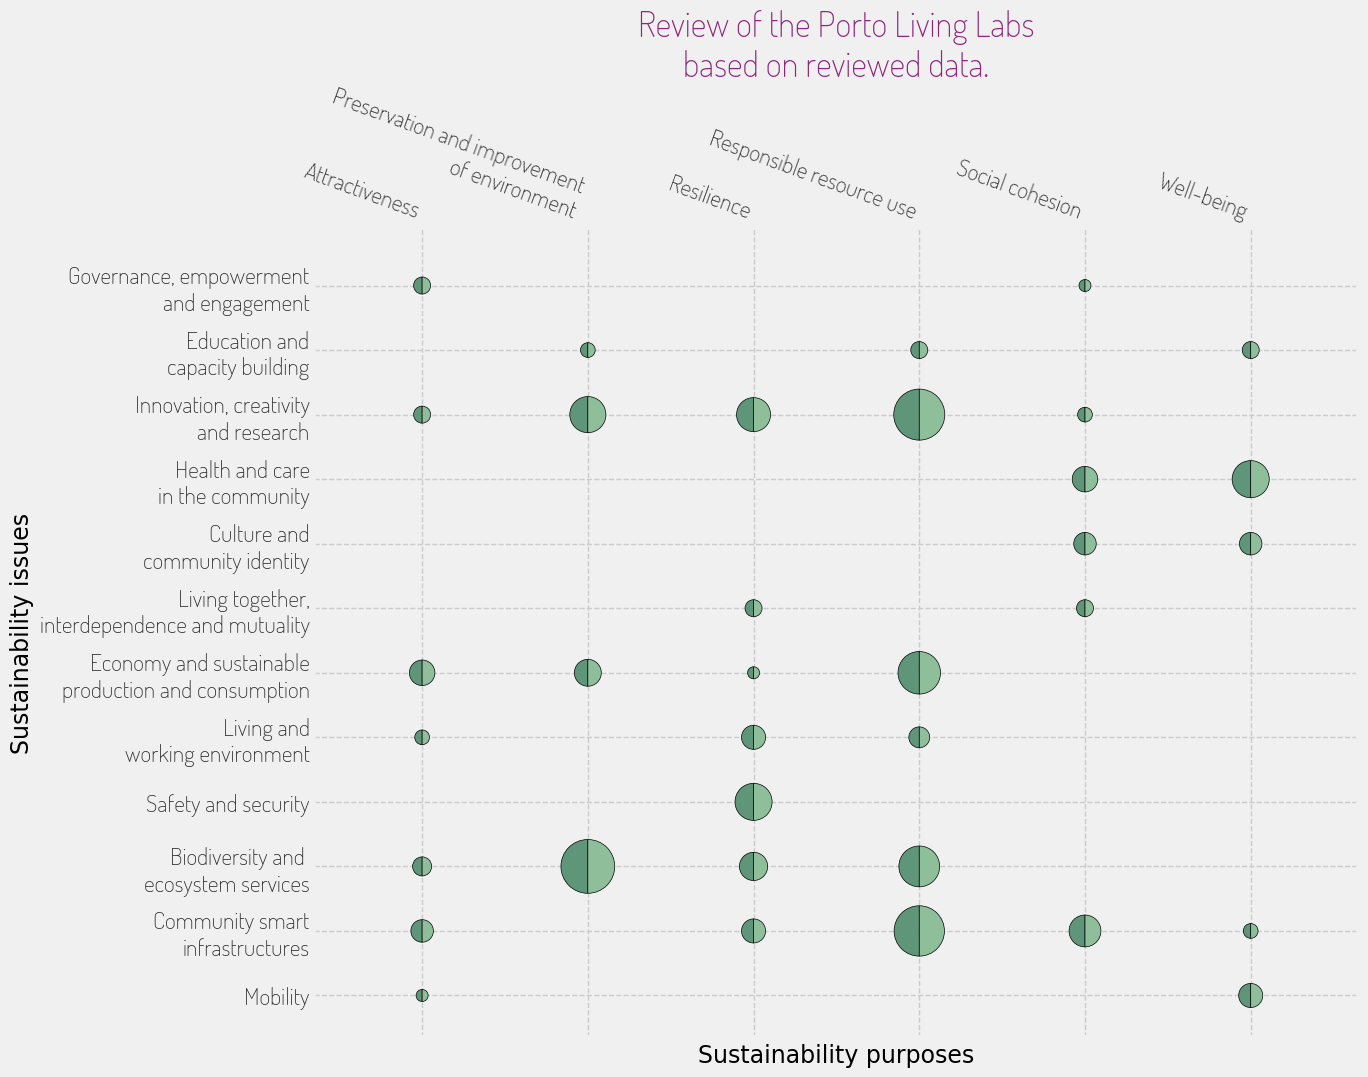 Review of the Porto Living Labs
based on reviewed data.
Attractiveness
Preservation and improvement
of environment
Resilience
Responsible resource use
Social cohesion
Well-being
Sustainability issues
Governance, empowerment
and engagement
Education and
capacity building
Innovation, creativity
and research
Health and care
in the community
Culture and
community identity
Living together,
interdependence and mutuality
Economy and sustainable
production and consumption
Living and
working environment
Safety and security
Biodiversity and
ecosystem services
Community smart
infrastructures
Mobility
Sustainability purposes